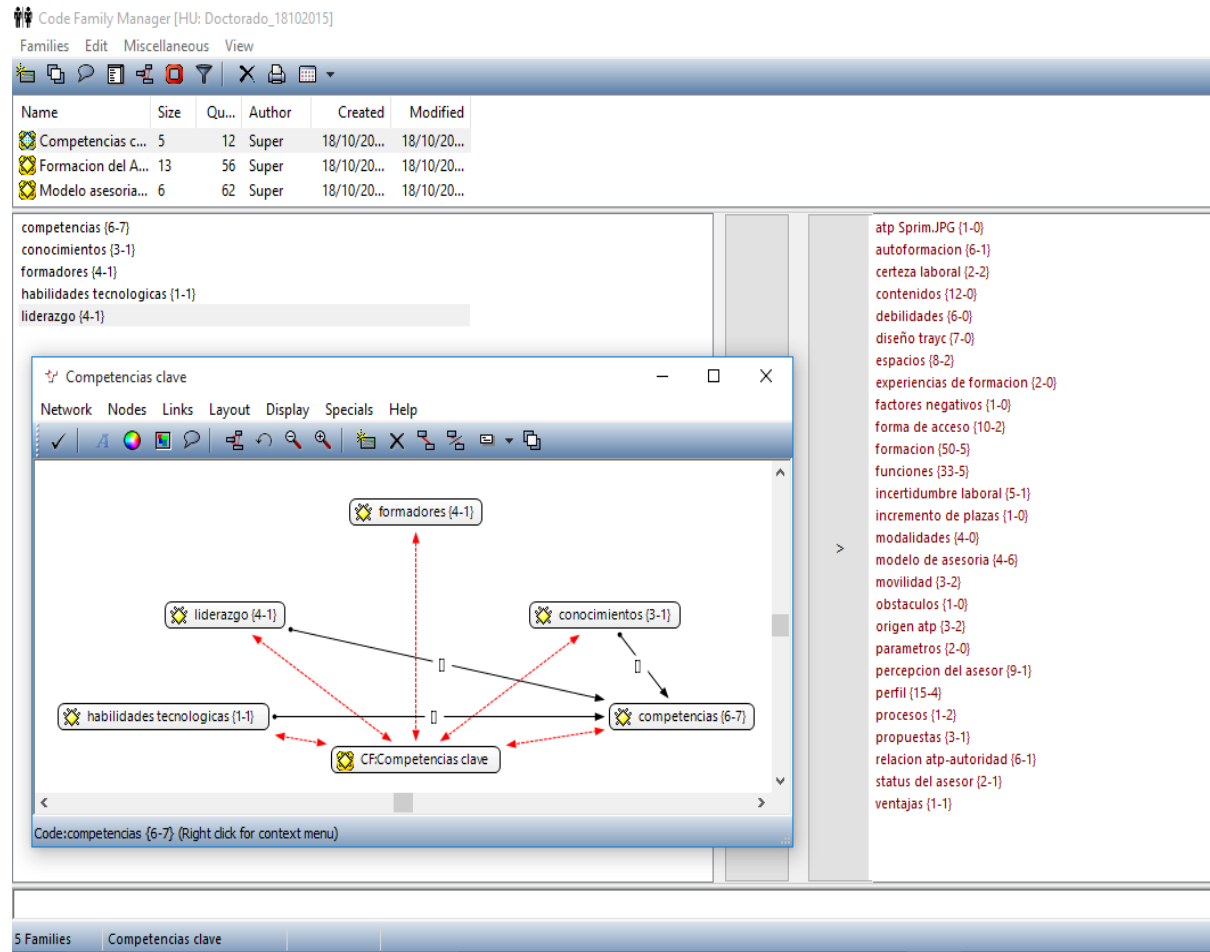 Code Family Manager [HU: Doctorado_18102015]
Families Edit Miscellaneous View
Name Size Qu... Author Created Modified
Competencias c... 5 12 Super 18/10/20... 18/10/20...
Formacion del A... 13 56 Super 18/10/20... 18/10/20...
Modelo asesoria... 6 62 Super 18/10/20... 18/10/20...
competencias {6-7}
conocimientos {3-1}
formadores {4-1}
habilidades tecnologicas {1-1}
liderazgo {4-1}
Competencias clave
Network Nodes Links Layout Display Specials Help
formadores {4-1}
liderazgo {4-1}
conocimientos {3-1}
[]
[]
habilidades tecnologicas {1-1}
[]
competencias {6-7}
CF:Competencias clave
Code:competencias {6-7} (Right click for context menu)
>
atp Sprim.JPG {1-0}
autoformacion {6-1}
certeza laboral {2-2}
contenidos {12-0}
debilidades {6-0}
diseño trayc {7-0}
espacios {8-2}
experiencias de formacion {2-0}
factores negativos {1-0}
forma de acceso {10-2}
formacion {50-5}
funciones {33-5}
incertidumbre laboral {5-1}
incremento de plazas {1-0}
modalidades {4-0}
modelo de asesoria {4-6}
movilidad {3-2}
obstaculos {1-0}
origen atp {3-2}
parametros {2-0}
percepcion del asesor {9-1}
perfil {15-4}
procesos {1-2}
propuestas {3-1}
relacion atp-autoridad {6-1}
status del asesor {2-1}
ventajas {1-1}
5 Families Competencias clave